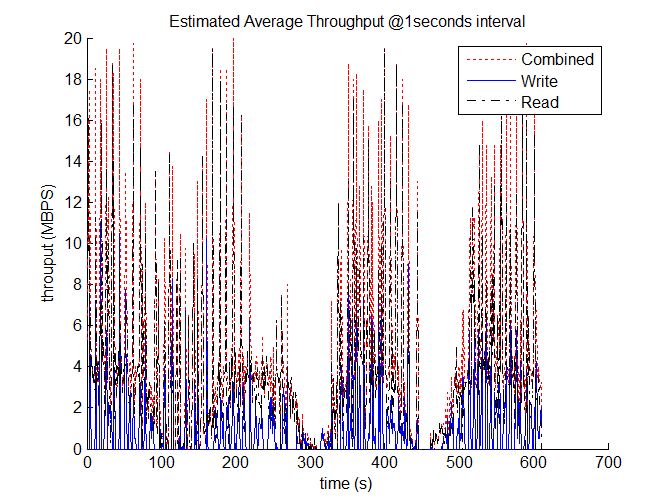 Estimated Average Throughput @1seconds interval
Combined
Write
Read
throuput (MBPS)
20
18
16
14
12
10
8
6
4
2
0
0 100 200 300 400 500 600 700
time (s)